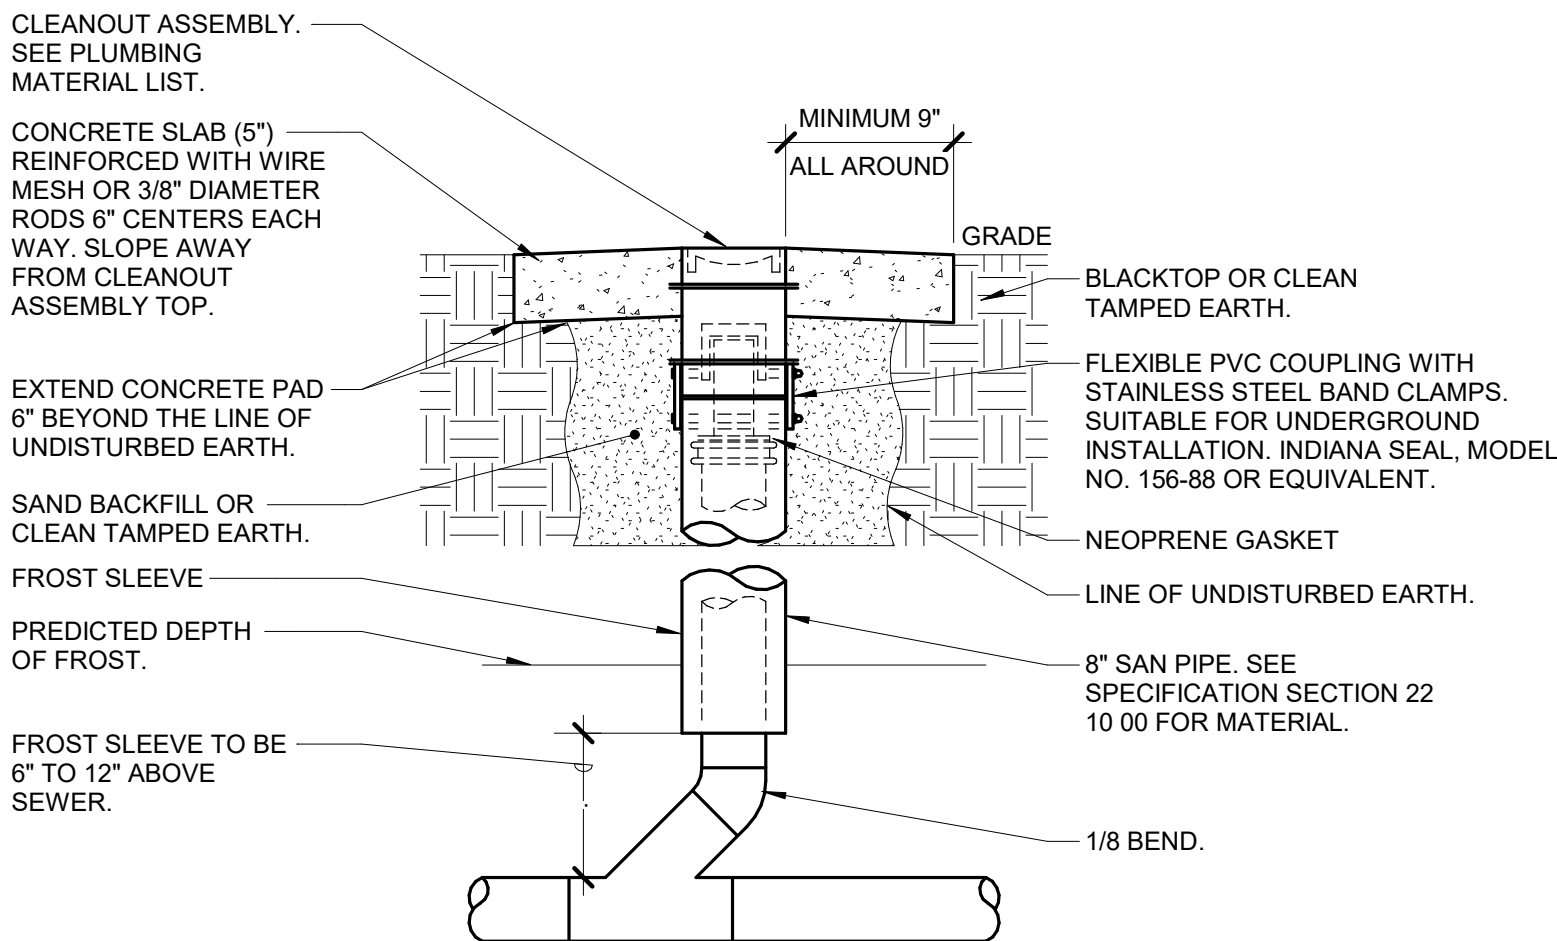 CLEANOUT ASSEMBLY.
SEE PLUMBING
MATERIAL LIST.
CONCRETE SLAB (5")
REINFORCED WITH WIRE
MESH OR 3/8" DIAMETER
RODS 6" CENTERS EACH
WAY. SLOPE AWAY
FROM CLEANOUT
ASSEMBLY TOP.
EXTEND CONCRETE PAD
6" BEYOND THE LINE OF
UNDISTURBED EARTH.
SAND BACKFILL OR
CLEAN TAMPED EARTH.
FROST SLEEVE
PREDICTED DEPTH
OF FROST.
FROST SLEEVE TO BE
6" TO 12" ABOVE
SEWER.
MINIMUM 9"
ALL AROUND
GRADE
BLACKTOP OR CLEAN
TAMPED EARTH.
FLEXIBLE PVC COUPLING WITH
STAINLESS STEEL BAND CLAMPS.
SUITABLE FOR UNDERGROUND
INSTALLATION. INDIANA SEAL, MODEL
NO. 156-88 OR EQUIVALENT.
NEOPRENE GASKET
LINE OF UNDISTURBED EARTH.
8" SAN PIPE. SEE
SPECIFICATION SECTION 22
10 00 FOR MATERIAL.
1/8 BEND.